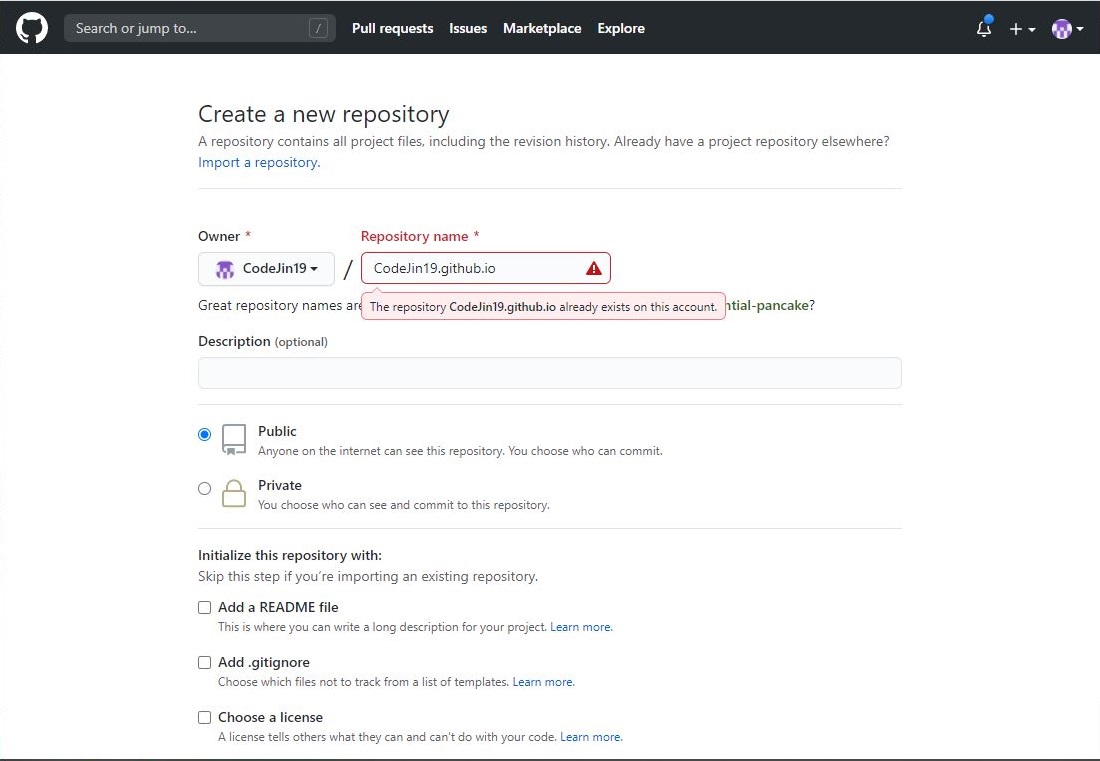 Search or jump to... / Pull requests Issues Marketplace Explore
Create a new repository
A repository contains all project files, including the revision history. Already have a project repository elsewhere?
Import a repository.
Owner * Repository name *
CodeJin19 / CodeJin19.github.io
Great repository names are ntial-pancake?
The repository CodeJin19.github.io already exists on this account.
Description (optional)
Public
Anyone on the internet can see this repository. You choose who can commit.
Private
You choose who can see and commit to this repository.
Initialize this repository with:
Skip this step if you're importing an existing repository.
Add a README file
This is where you can write a long description for your project. Learn more.
Add .gitignore
Choose which files not to track from a list of templates. Learn more.
Choose a license
A license tells others what they can and can't do with your code. Learn more.